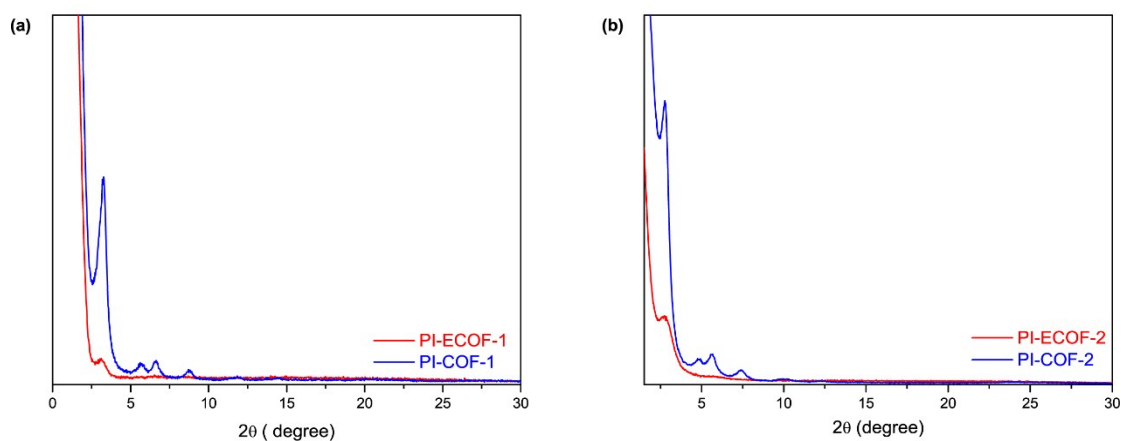 (a)
PI-ECOF-1
PI-COF-1
0 5 10 15 20 25 30
2θ ( degree)
(b)
PI-ECOF-2
PI-COF-2
5 10 15 20 25 30
2θ (degree)